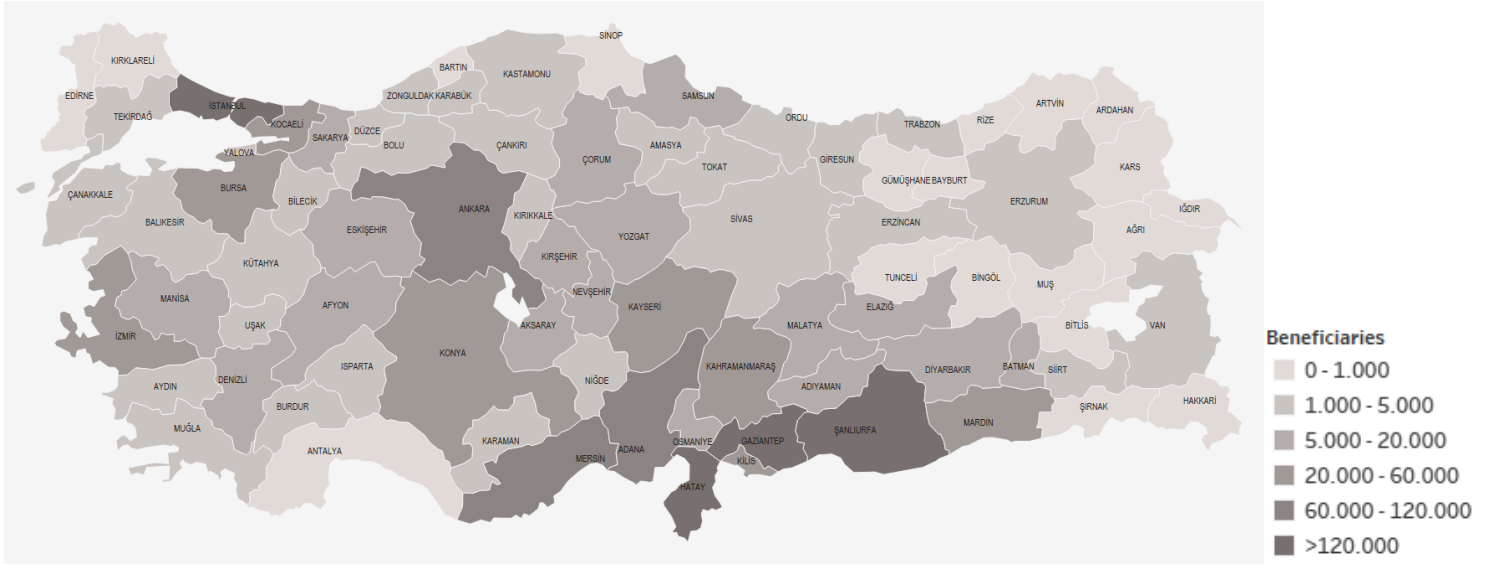 SİNOP
KIRKLARELİ
BARTIN
KASTAMONU
EDİRNE
ZONGULDAK
KARABÜK
SAMSUN
İSTANBUL
TEKİRDAĞ
KOCAELİ
SAKARYA
DÜZCE
BOLU
ÇANKIRI
AMASYA
ORDU
TRABZON
RİZE
ARTVİN
ARDAHAN
YALOVA
ÇORUM
TOKAT
GİRESUN
KARS
ÇANAKKALE
BURSA
BİLECİK
ANKARA
KIRIKKALE
GÜMÜŞHANE
BAYBURT
BALIKESİR
ESKİŞEHİR
YOZGAT
SİVAS
ERZİNCAN
ERZURUM
IĞDIR
AĞRI
KÜTAHYA
KIRŞEHİR
TUNCELİ
BİNGÖL
MUŞ
MANİSA
AFYON
NEVŞEHİR
KAYSERİ
ELAZIĞ
UŞAK
AKSARAY
MALATYA
BİTLİS
VAN
İZMİR
KONYA
ISPARTA
KAHRAMANMARAŞ
DİYARBAKIR
BATMAN
SİİRT
AYDIN
DENİZLİ
NİĞDE
ADIYAMAN
BURDUR
ŞIRNAK
HAKKARİ
MUĞLA
MARDİN
ŞANLIURFA
ANTALYA
KARAMAN
MERSİN
ADANA
OSMANİYE
GAZİANTEP
KİLİS
HATAY
Beneficiaries
0 - 1.000
1.000 - 5.000
5.000 - 20.000
20.000 - 60.000
60.000 - 120.000
>120.000